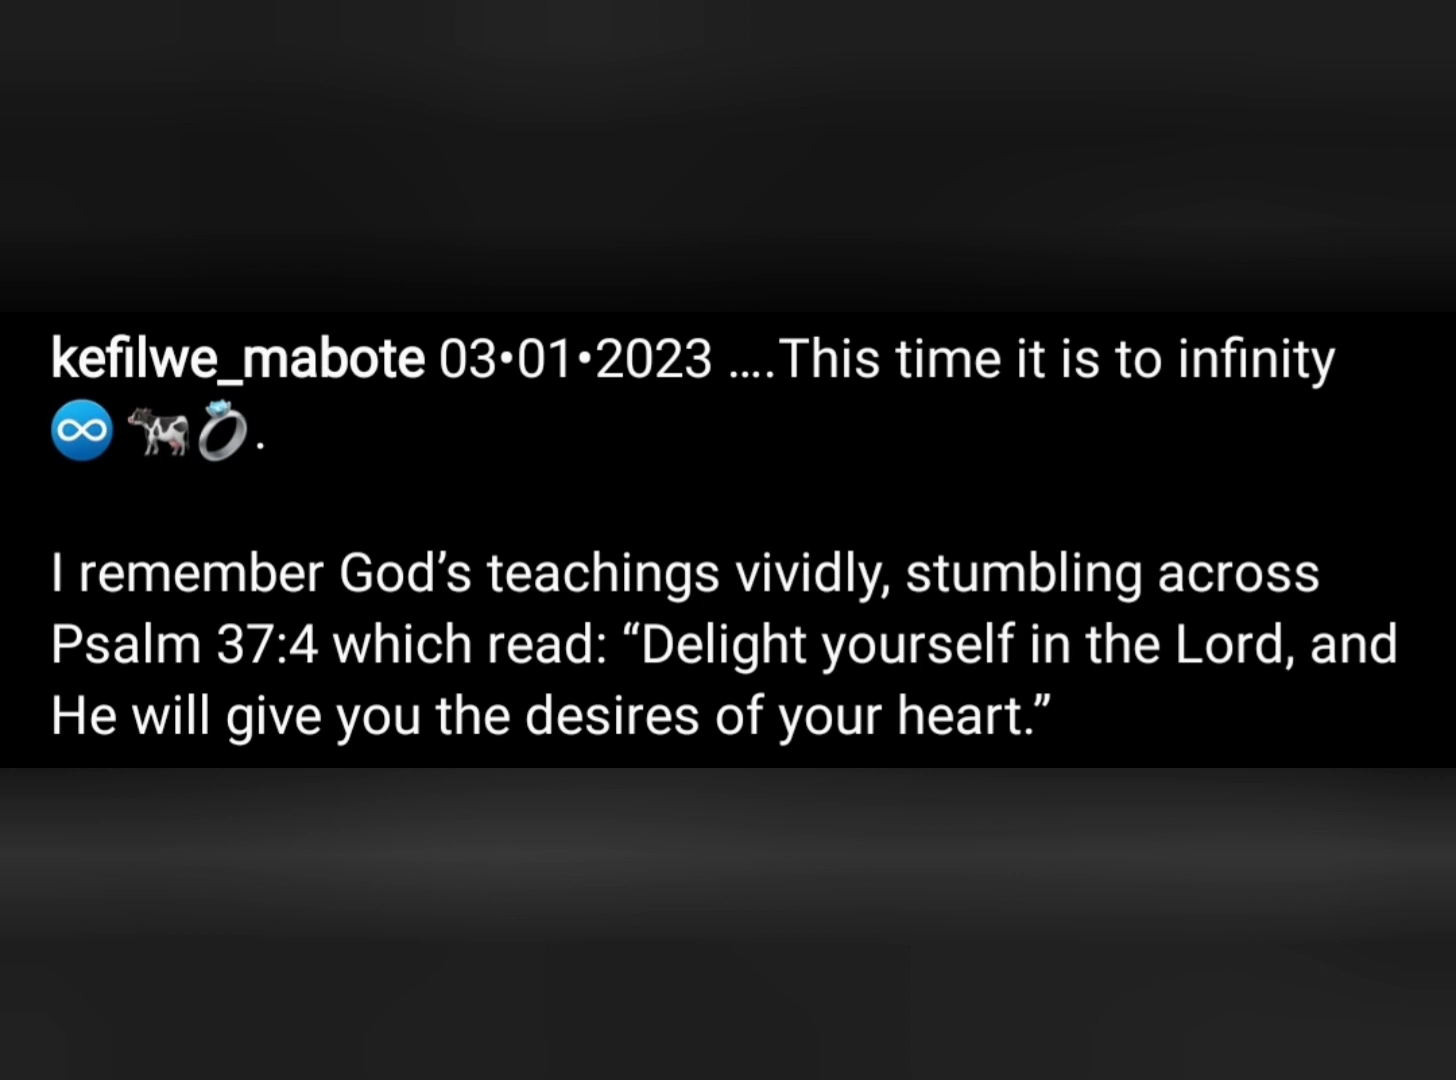 kefilwe_mabote 03•01•2023 ....This time it is to infinity
♾️ 🐄💍.
I remember God’s teachings vividly, stumbling across
Psalm 37:4 which read: “Delight yourself in the Lord, and
He will give you the desires of your heart.”